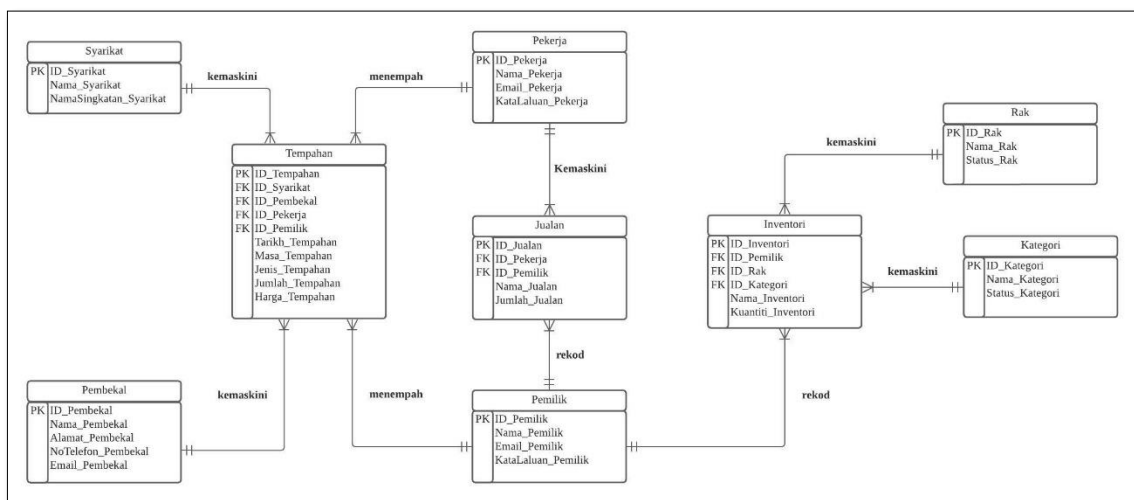 Syarikat
PK ID_Syarikat
Nama_Syarikat
NamaSingkatan_Syarikat
kemaskini
menempah
Pekerja
PK ID_Pekerja
Nama_Pekerja
Email_Pekerja
KataLaluan_Pekerja
Rak
PK ID_Rak
Nama_Rak
Status_Rak
kemaskini
Tempahan
PK ID_Tempahan
FK ID_Syarikat
FK ID_Pembekal
FK ID_Pekerja
FK ID_Pemilik
Tarikh_Tempahan
Masa_Tempahan
Jenis_Tempahan
Jumlah_Tempahan
Harga_Tempahan
Kemaskini
Jualan
PK ID_Jualan
FK ID_Pekerja
FK ID_Pemilik
Nama_Jualan
Jumlah_Jualan
Inventori
PK ID_Inventori
FK ID_Pemilik
FK ID_Rak
FK ID_Kategori
Nama_Inventori
Kuantiti_Inventori
kemaskini
Kategori
PK ID_Kategori
Nama_Kategori
Status_Kategori
Pembekal
PK ID_Pembekal
Nama_Pembekal
Alamat_Pembekal
NoTelefon_Pembekal
Email_Pembekal
kemaskini
menempah
rekod
Pemilik
PK ID_Pemilik
Nama_Pemilik
Email_Pemilik
KataLaluan_Pemilik
rekod